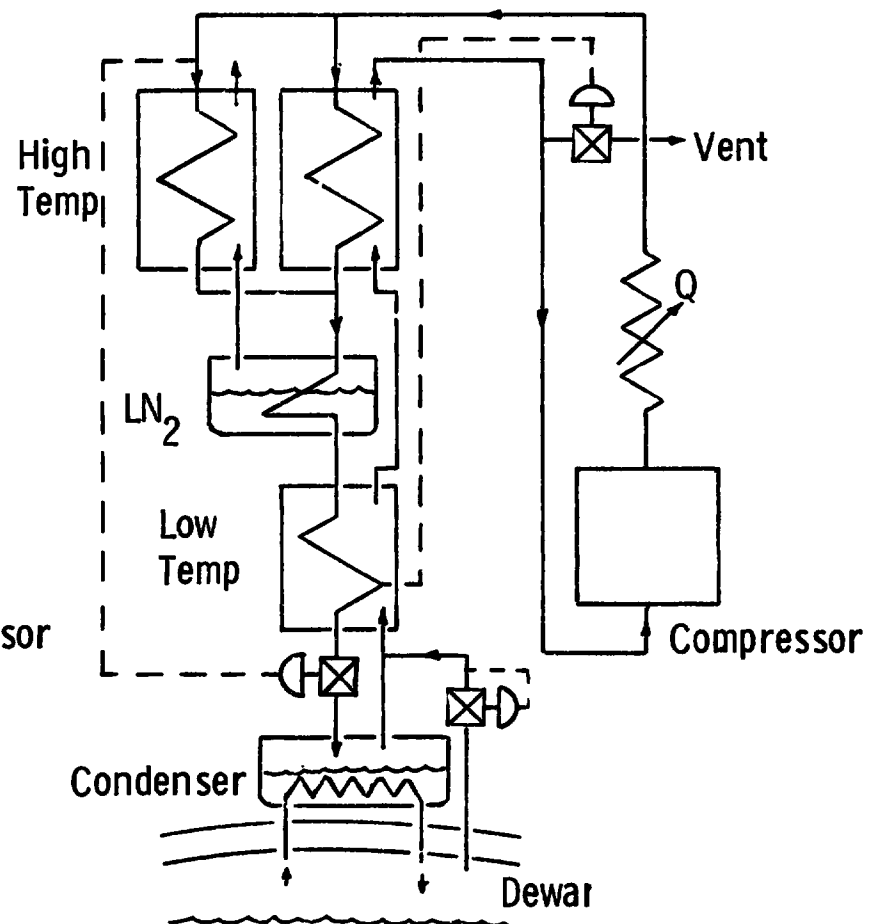 High
Temp
Vent
Q
LN2
Low
Temp
sor
Compressor
Condenser
Dewar